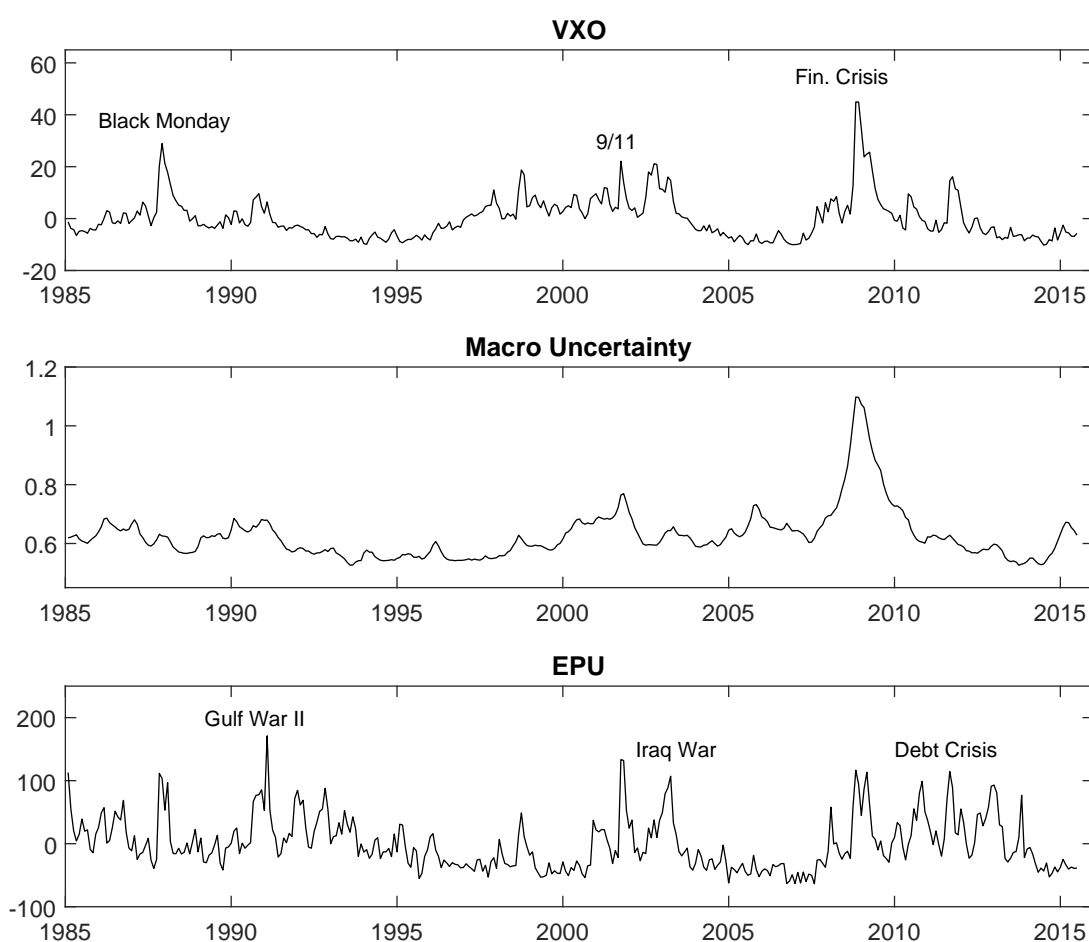 VXO
60
40
20
0
-20
Black Monday
9/11
Fin. Crisis
1985 1990 1995 2000 2005 2010 2015
Macro Uncertainty
1.2
1
0.8
0.6
1985 1990 1995 2000 2005 2010 2015
EPU
200
100
0
-100
Gulf War II
Iraq War
Debt Crisis
1985 1990 1995 2000 2005 2010 2015